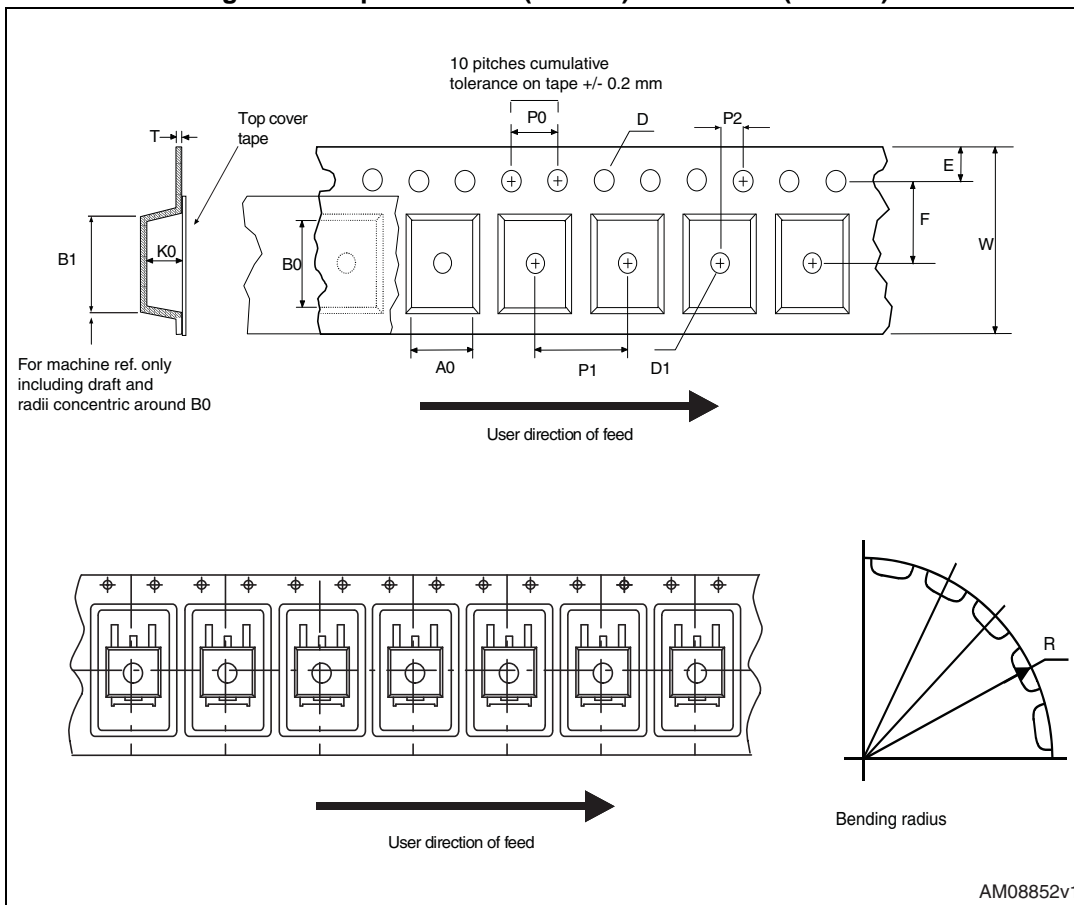 10 pitches cumulative
tolerance on tape +/- 0.2 mm
P0
D
P2
T
Top cover
tape
E
F
W
B1
K0
B0
For machine ref. only
including draft and
radii concentric around B0
A0
P1
D1
User direction of feed
R
User direction of feed
Bending radius
AM08852v1